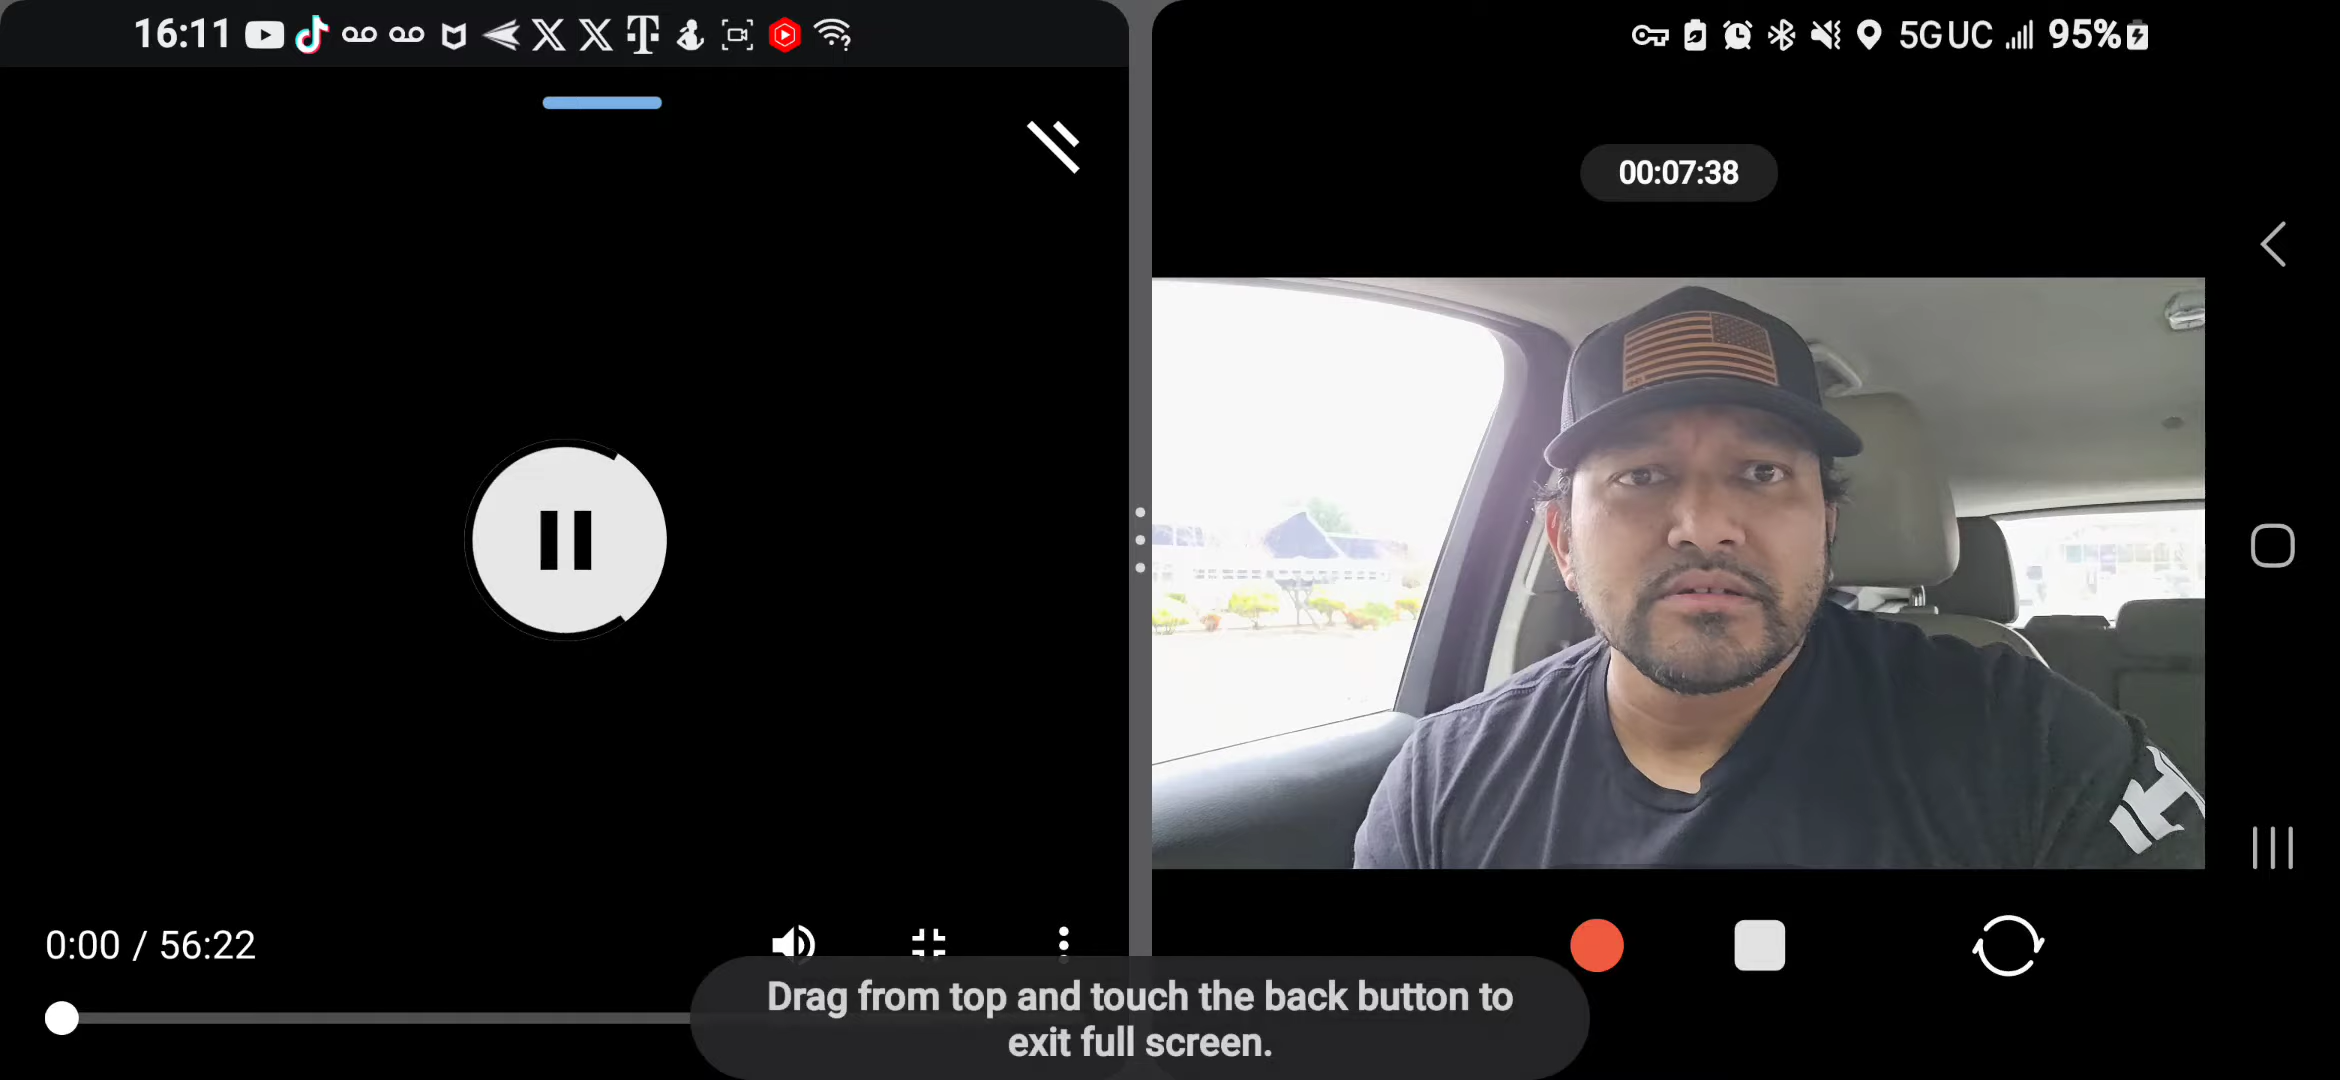 16:11
5G UC 95%
00:07:38
0:00 / 56:22
Drag from top and touch the back button to
exit full screen.